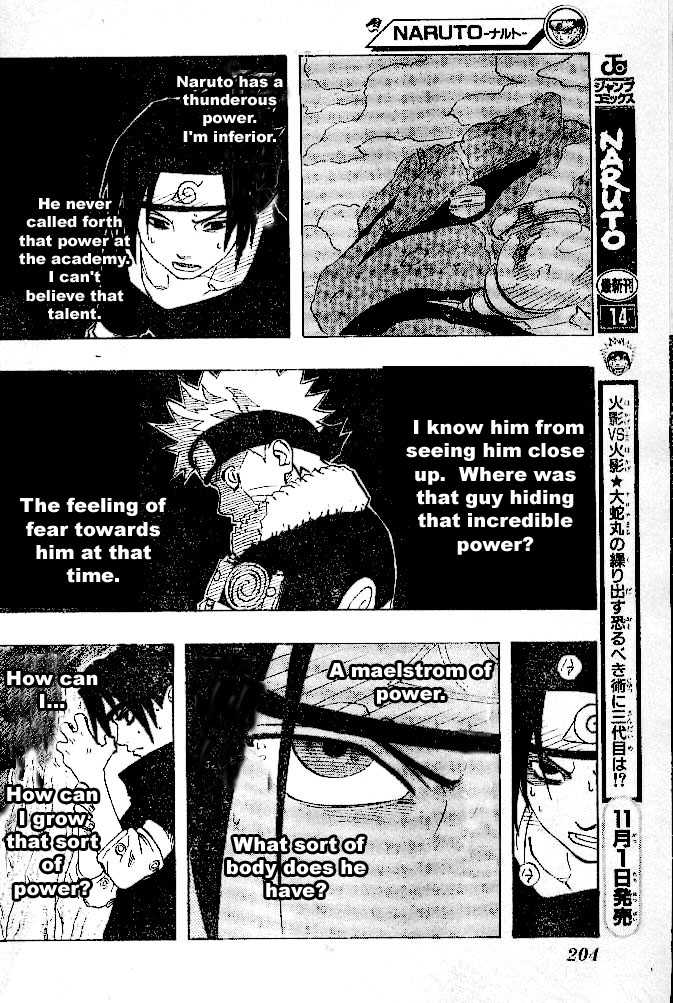 NARUTO -ナルト-
ジャンプ
コミックス
NARUTO
最新刊
14
火影VS火影★大蛇丸の繰り出す恐るべき術に三代目は!?
11月1日発売
Naruto has a
thunderous
power.
I'm inferior.
He never
called forth
that power at
the academy.
I can't
believe that
talent.
I know him from
seeing him close
up. Where was
that guy hiding
that incredible
power?
The feeling of
fear towards
him at that
time.
A maelstrom of
power.
What sort of
body does he
have?
How can
I...
How can
I grow,
that sort
of
power?
204